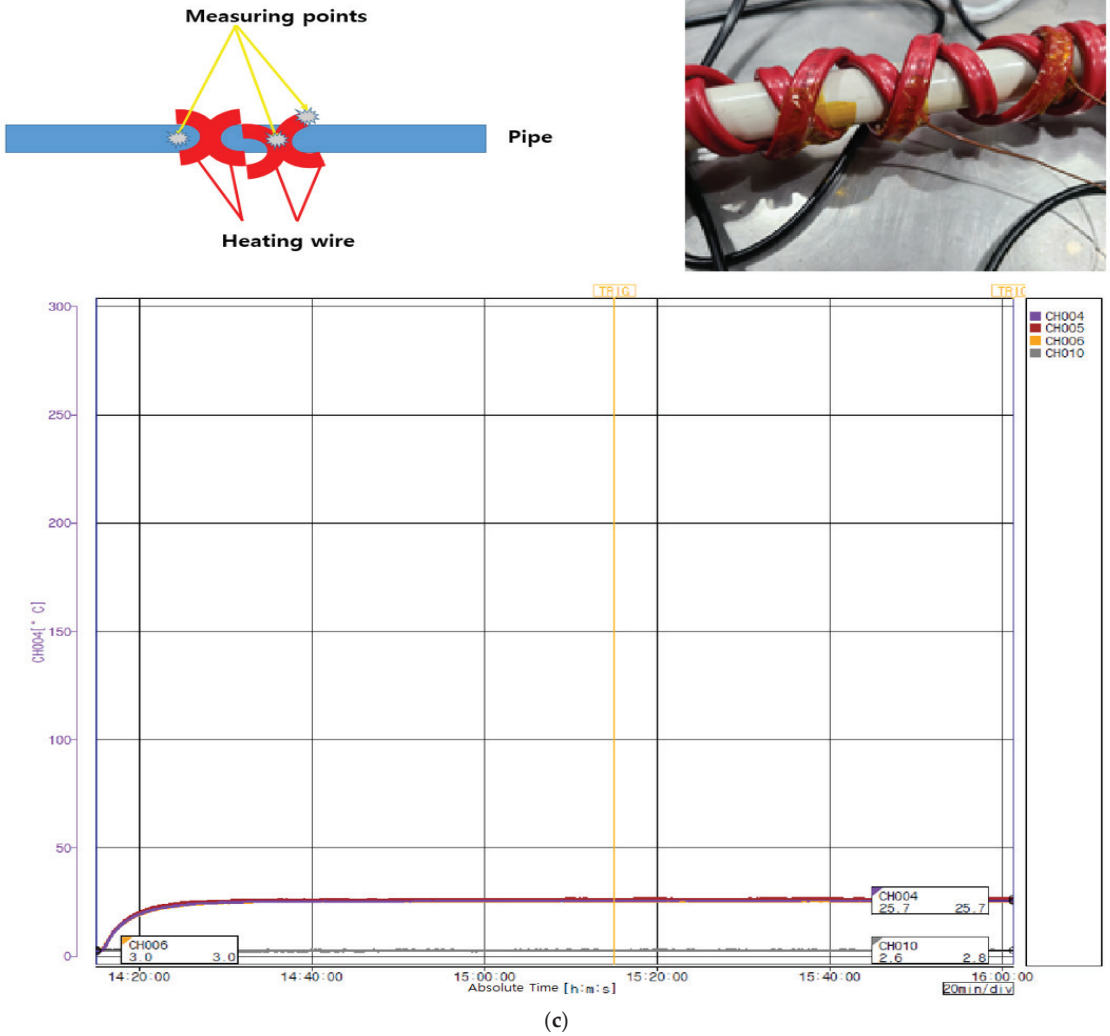 Measuring points
Pipe
Heating wire
TRIG
TRIG
300
CH004
CH005
CH006
CH010
250
200
150
CH004[° C]
100
50
CH004
25.7 25.7
CH006
3.0 3.0
CH010
2.6 2.8
0
14:20:00 14:40:00 15:00:00 15:20:00 15:40:00 16:00:00
Absolute Time [h:m:s]
20min/div
(c)